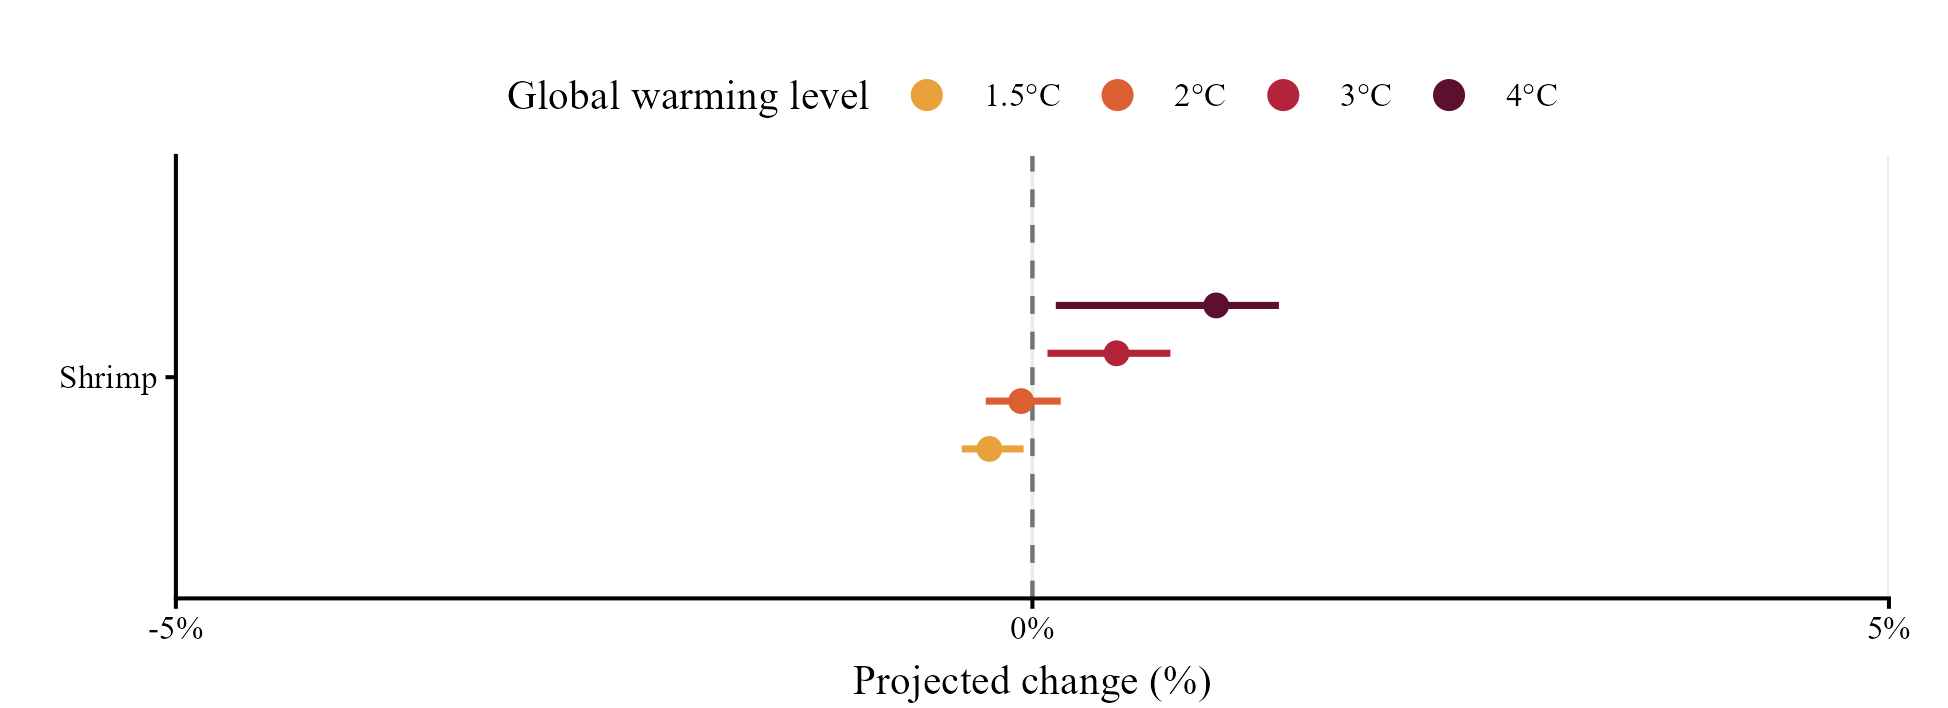 Global warming level 1.5°C 2°C 3°C 4°C
Shrimp
-5% 0% 5%
Projected change (%)